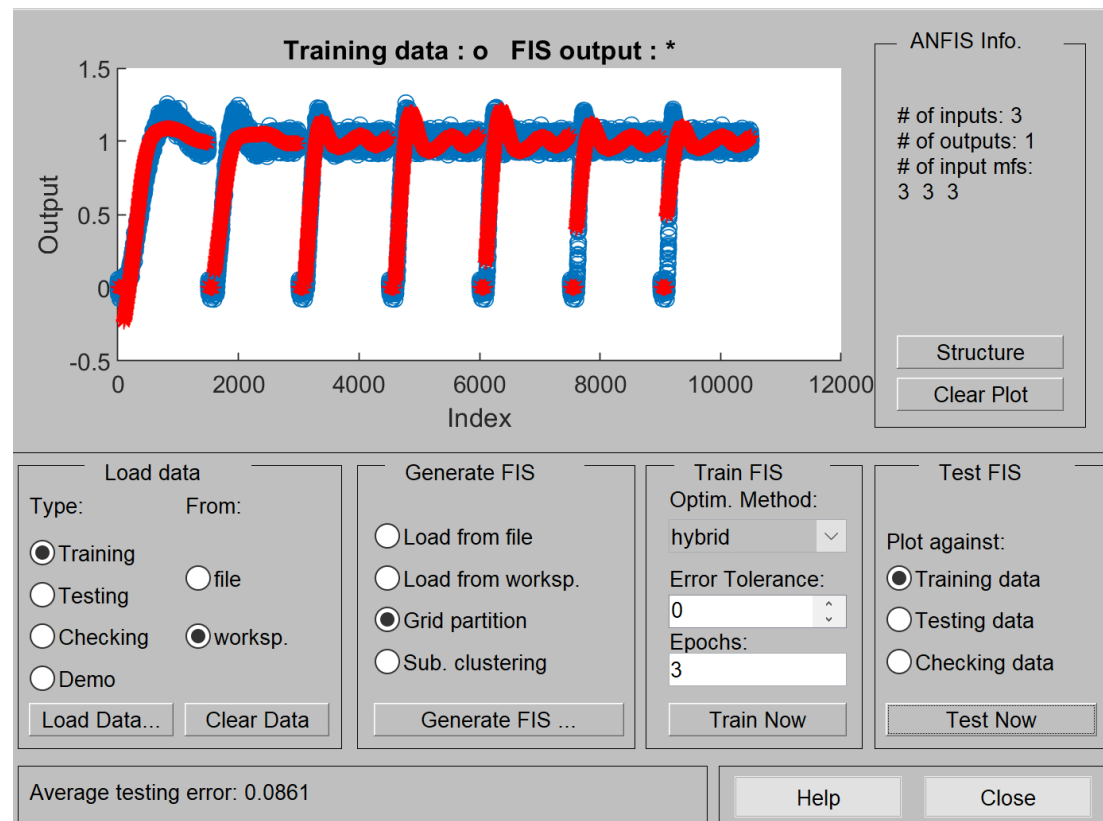 Training data : o   FIS output : *
1.5
1
0.5
0
-0.5
Output
0
2000
4000
6000
8000
10000
12000
Index
ANFIS Info.
# of inputs: 3
# of outputs: 1
# of input mfs:
3 3 3
Structure
Clear Plot
Load data
Type:
From:
Training
Testing
Checking
Demo
file
worksp.
Load Data...
Clear Data
Generate FIS
Load from file
Load from worksp.
Grid partition
Sub. clustering
Generate FIS ...
Train FIS
Optim. Method:
hybrid
Error Tolerance:
0
Epochs:
3
Train Now
Test FIS
Plot against:
Training data
Testing data
Checking data
Test Now
Average testing error: 0.0861
Help
Close